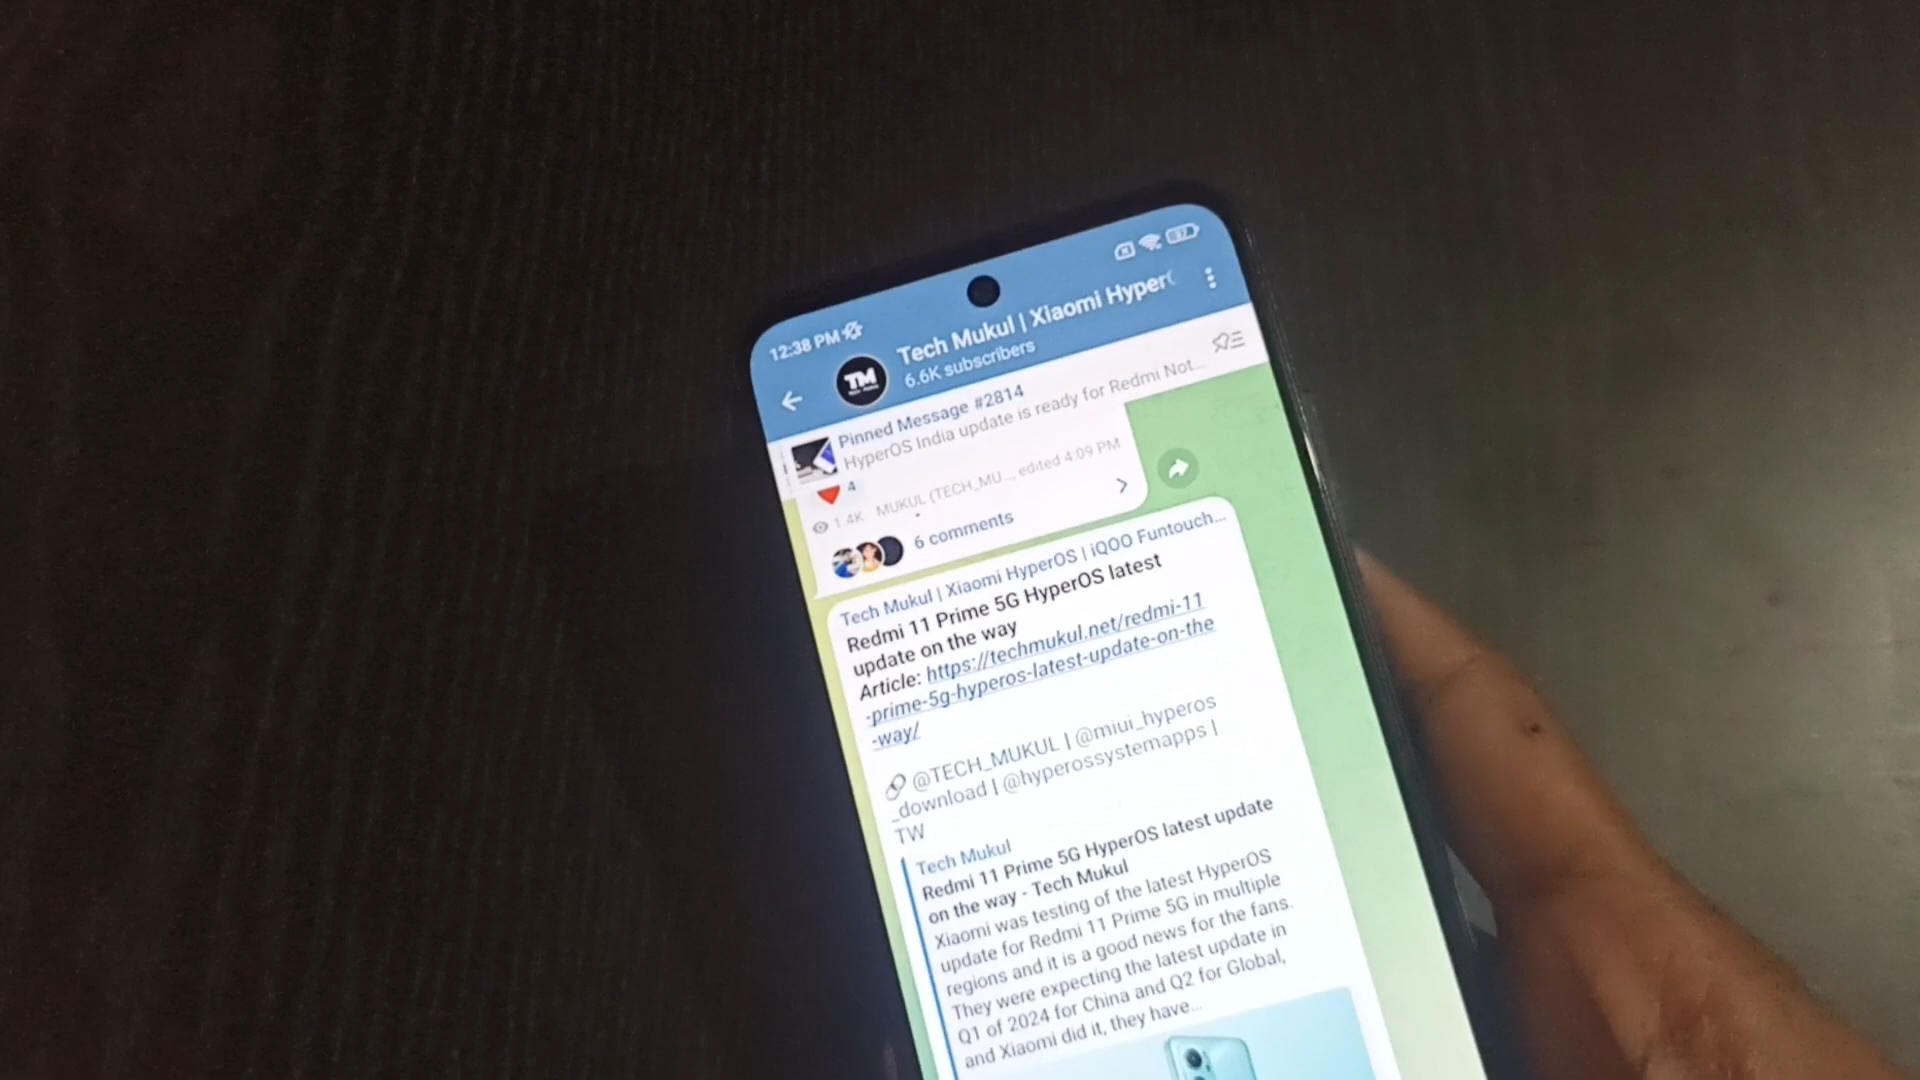 12:38 PM
37
TM
Tech Mukul | Xiaomi Hyper
6.6K subscribers
Pinned Message #2814
HyperOS India update is ready for Redmi Not...
4
1.4K MUKUL (TECH_MU..., edited 4:09 PM
6 comments
Tech Mukul | Xiaomi HyperOS | iQOO Funtouch...
Redmi 11 Prime 5G HyperOS latest
update on the way
Article: https://techmukul.net/redmi-11
-prime-5g-hyperos-latest-update-on-the
-way/
@TECH_MUKUL | @miui_hyperos
_download | @hyperossystemapps |
TW
Tech Mukul
Redmi 11 Prime 5G HyperOS latest update
on the way - Tech Mukul
Xiaomi was testing of the latest HyperOS
update for Redmi 11 Prime 5G in multiple
regions and it is a good news for the fans.
They were expecting the latest update in
Q1 of 2024 for China and Q2 for Global,
and Xiaomi did it, they have...